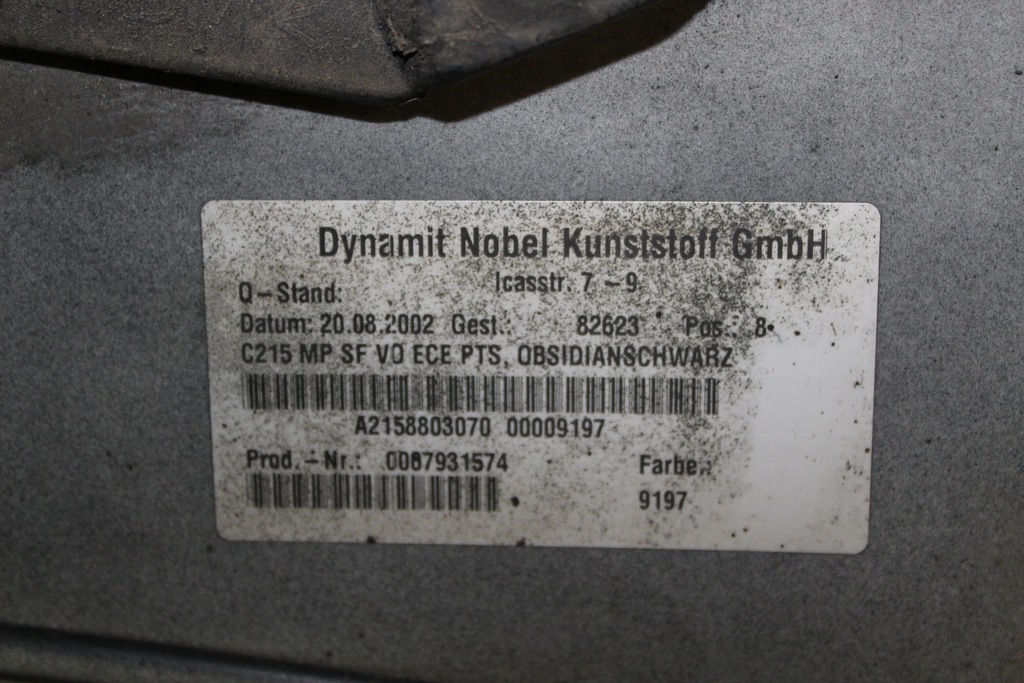 Dynamit Nobel Kunststoff GmbH
Icasstr. 7 – 9
Q – Stand:
Datum: 20.08.2002 Gest.: 82623 Pos.: 8
C215 MP SF VO ECE PTS, OBSIDIANSCHWARZ
A2158803070 00009197
Prod. – Nr.: 0067931574 Farbe.:
9197